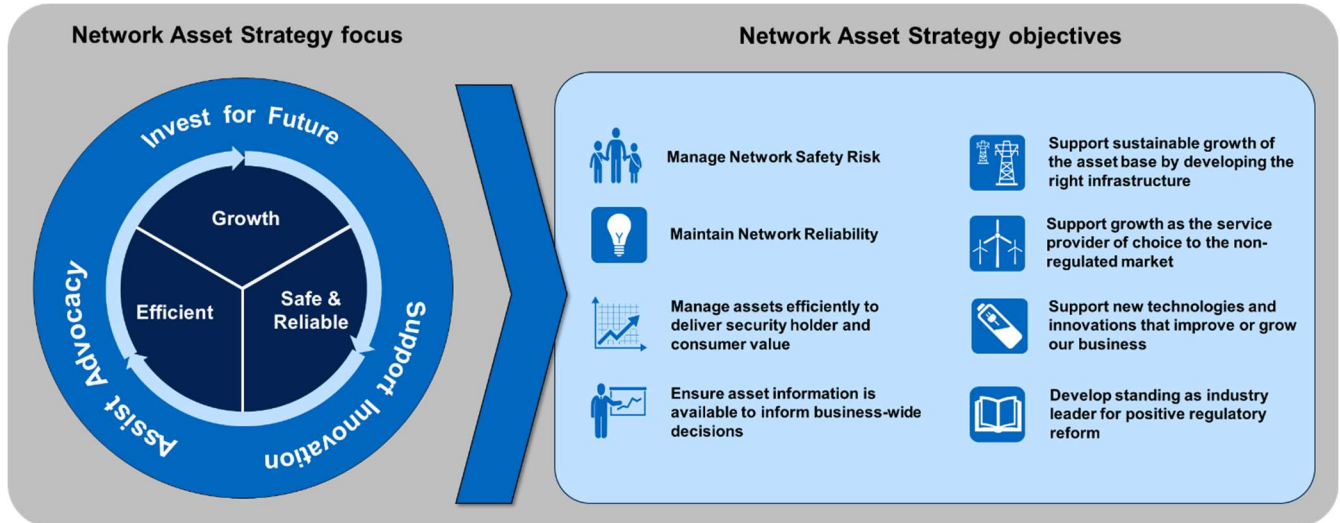 Network Asset Strategy focus
Invest for Future
Growth
Efficient
Safe &
Reliable
Assist Advocacy
Support Innovation
Network Asset Strategy objectives
Manage Network Safety Risk
Maintain Network Reliability
Manage assets efficiently to
deliver security holder and
consumer value
Ensure asset information is
available to inform business-wide
decisions
Support sustainable growth of
the asset base by developing the
right infrastructure
Support growth as the service
provider of choice to the non-
regulated market
Support new technologies and
innovations that improve or grow
our business
Develop standing as industry
leader for positive regulatory
reform